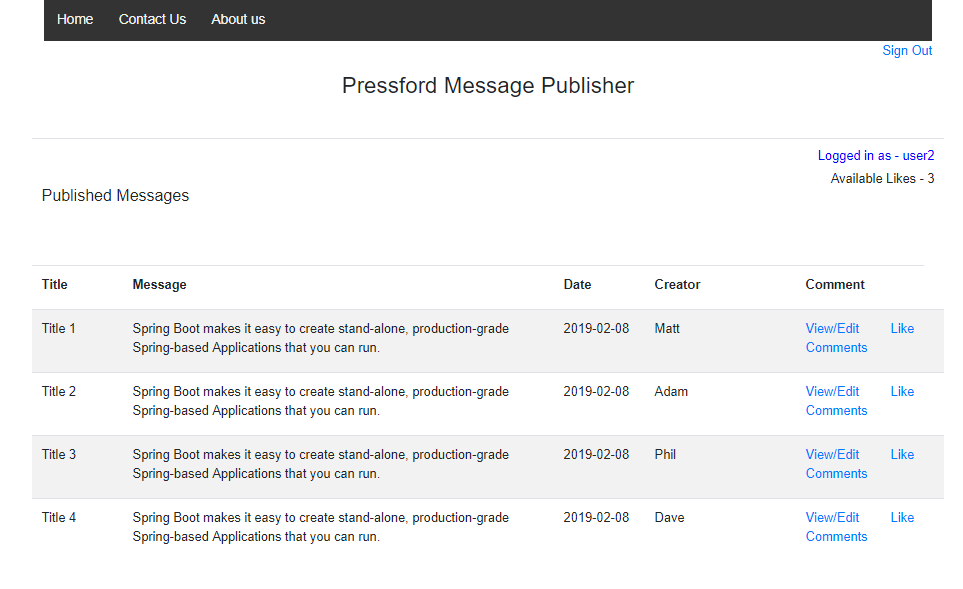 Home Contact Us About us
Sign Out
Pressford Message Publisher
Logged in as - user2
Available Likes - 3
Published Messages
Title Message Date Creator Comment
Title 1 Spring Boot makes it easy to create stand-alone, production-grade 2019-02-08 Matt View/Edit Like
Spring-based Applications that you can run. Comments
Title 2 Spring Boot makes it easy to create stand-alone, production-grade 2019-02-08 Adam View/Edit Like
Spring-based Applications that you can run. Comments
Title 3 Spring Boot makes it easy to create stand-alone, production-grade 2019-02-08 Phil View/Edit Like
Spring-based Applications that you can run. Comments
Title 4 Spring Boot makes it easy to create stand-alone, production-grade 2019-02-08 Dave View/Edit Like
Spring-based Applications that you can run. Comments